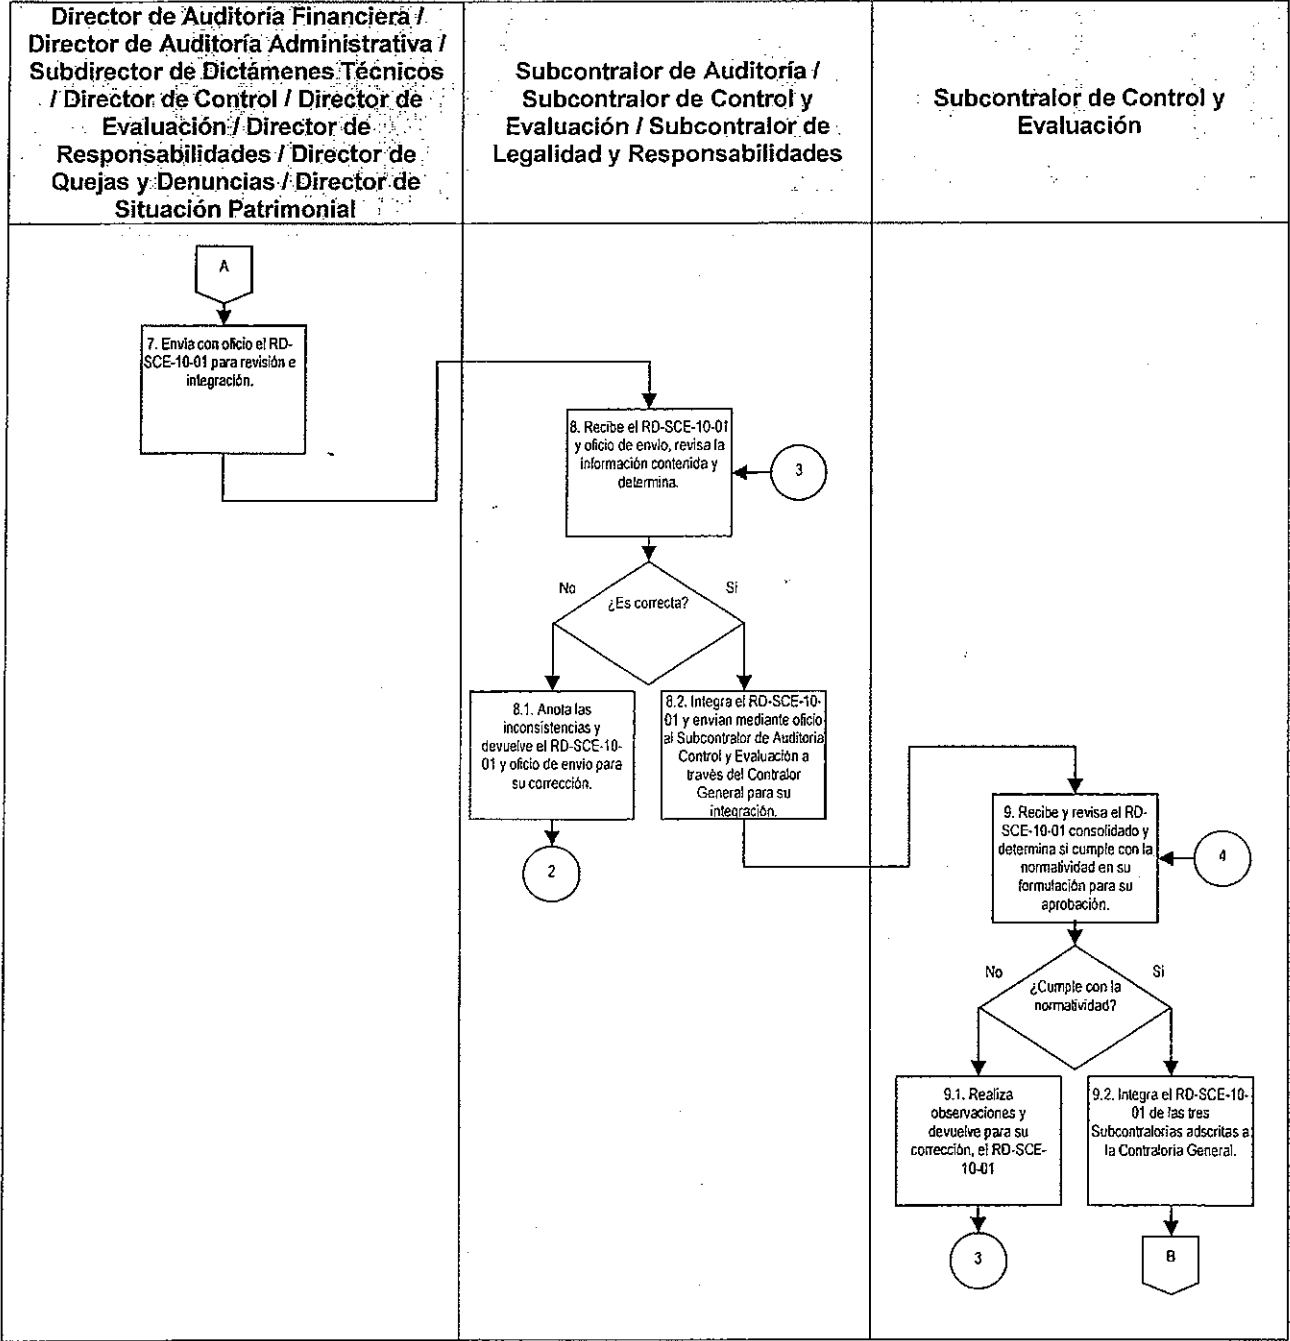 Director de Auditoría Financiera /
Director de Auditoría Administrativa /
Subdirector de Dictámenes Técnicos
/ Director de Control / Director de
Evaluación / Director de
Responsabilidades / Director de
Quejas y Denuncias / Director de
Situación Patrimonial
Subcontralor de Auditoría /
Subcontralor de Control y
Evaluación / Subcontralor de
Legalidad y Responsabilidades
Subcontralor de Control y
Evaluación
A
7. Envia con oficio el RD-
SCE-10-01 para revisión e
integración.
8. Recibe el RD-SCE-10-01
y oficio de envio, revisa la
información contenida y
determina.
3
No
Si
¿Es correcta?
8.1. Anota las
inconsistencias y
devuelve el RD-SCE-10-
01 y oficio de envio para
su corrección.
8.2. Integra el RD-SCE-10-
01 y envian mediante oficio
al Subcontralor de Auditoria
Control y Evaluación a
través del Contralor
General para su
integración.
2
9. Recibe y revisa el RD-
SCE-10-01 consolidado y
determina si cumple con la
normatividad en su
formulación para su
aprobación.
4
No
Si
¿Cumple con la
normatividad?
9.1. Realiza
observaciones y
devuelve para su
corrección, el RD-SCE-
10-01
9.2. Integra el RD-SCE-10-
01 de las tres
Subcontralorias adscritas a
la Contraloria General.
3
B